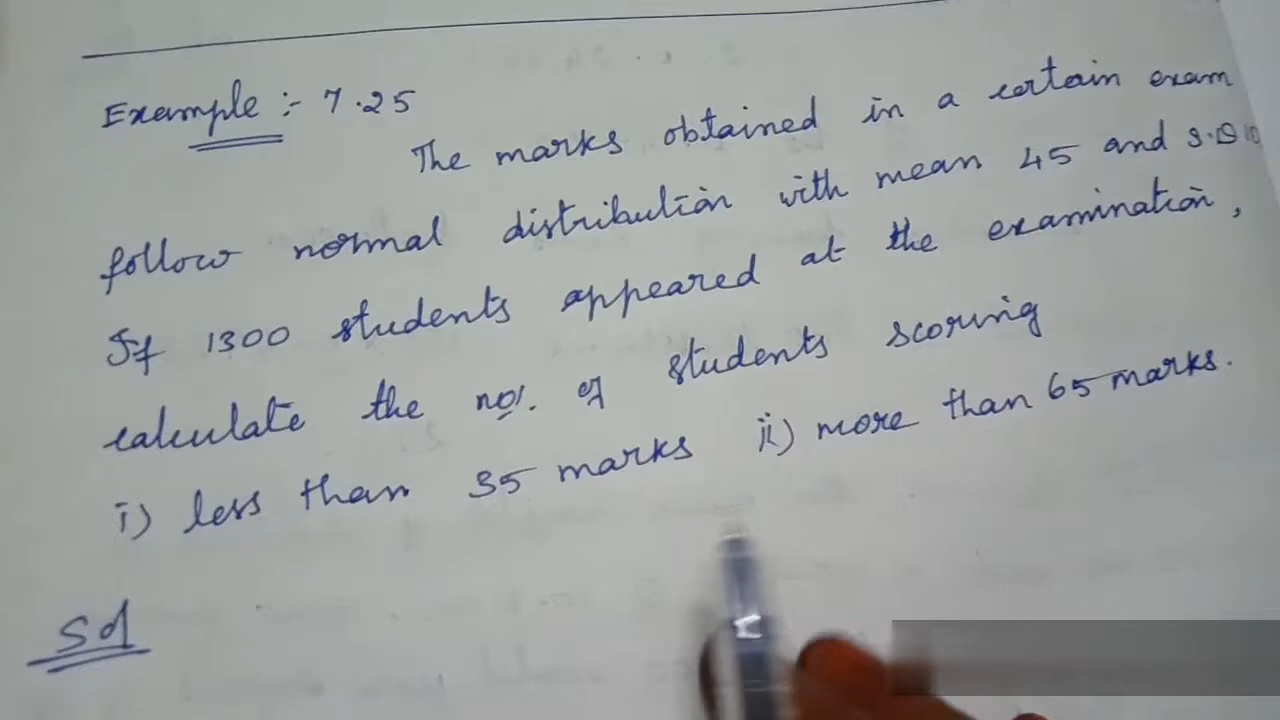 Example :- 7.25
The marks obtained in a certain exam
follow normal distribution with mean 45 and S.D 10
If 1300 students appeared at the examination,
calculate the no/. of students scoring
i) less than 35 marks ii) more than 65 marks.
Sol